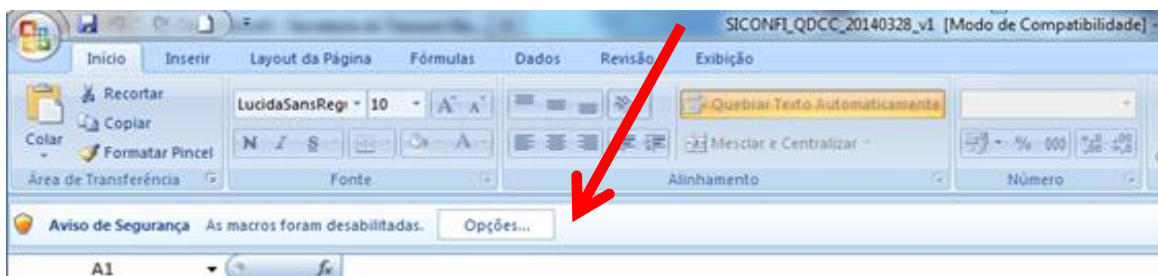 SICONFI_QDCC_20140328_v1 [Modo de Compatibilidade] -
Início Inserir Layout da Página Fórmulas Dados Revisão Exibição
Recortar
Copiar
Formatar Pincel
Colar
LucidaSansRegi 10 A A
N I S A
Quebrar Texto Automaticamente
Mesclar e Centralizar
% 000
Área de Transferência Fonte Alinhamento Número
Aviso de Segurança As macros foram desabilitadas. Opções...
A1 fx